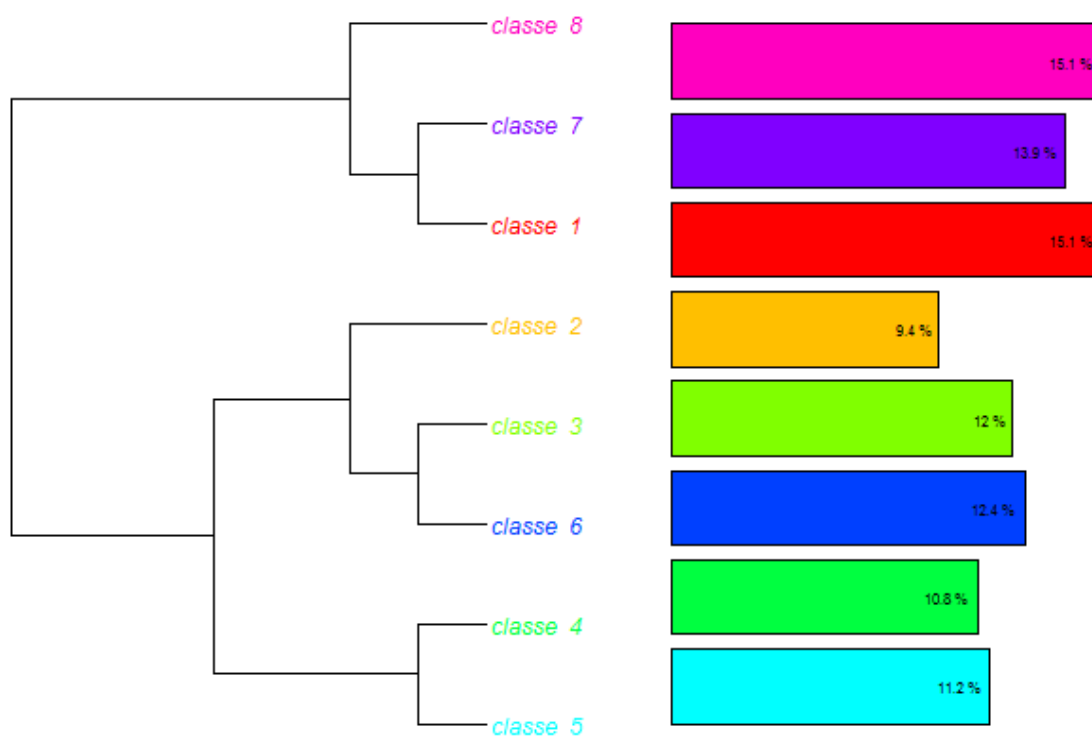 classe 8
15.1 %
classe 7
13.9 %
classe 1
15.1 %
classe 2
9.4 %
classe 3
12 %
classe 6
12.4 %
classe 4
10.8 %
classe 5
11.2 %